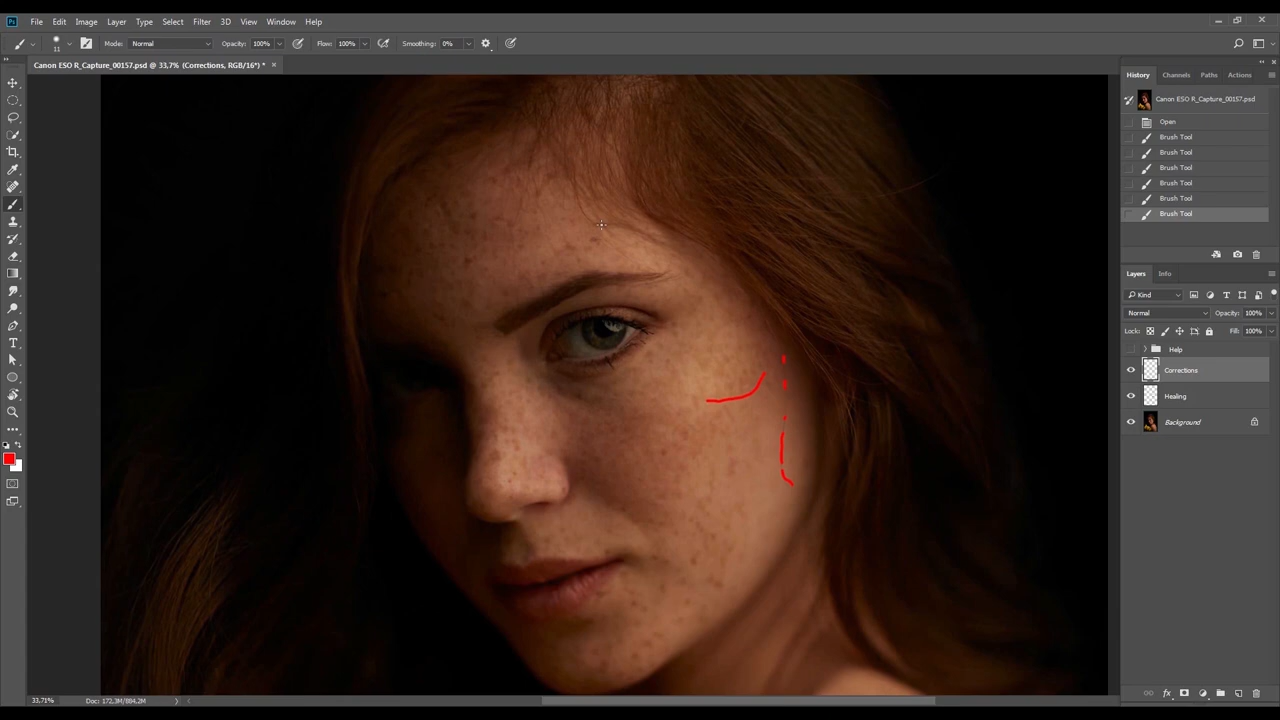 Ps File Edit Image Layer Type Select Filter 3D View Window Help
11 Mode: Normal Opacity: 100% Flow: 100% Smoothing: 0%
Canon ESO R_Capture_00157.psd @ 33,7% (Corrections, RGB/16*) * ×
History Channels Paths Actions
Canon ESO R_Capture_00157.psd
Open
Brush Tool
Brush Tool
Brush Tool
Brush Tool
Brush Tool
Brush Tool
Layers Info
Kind
Normal Opacity: 100%
Lock: Fill: 100%
Help
Corrections
Healing
Background
33,71% Doc: 172,3M/884,2M